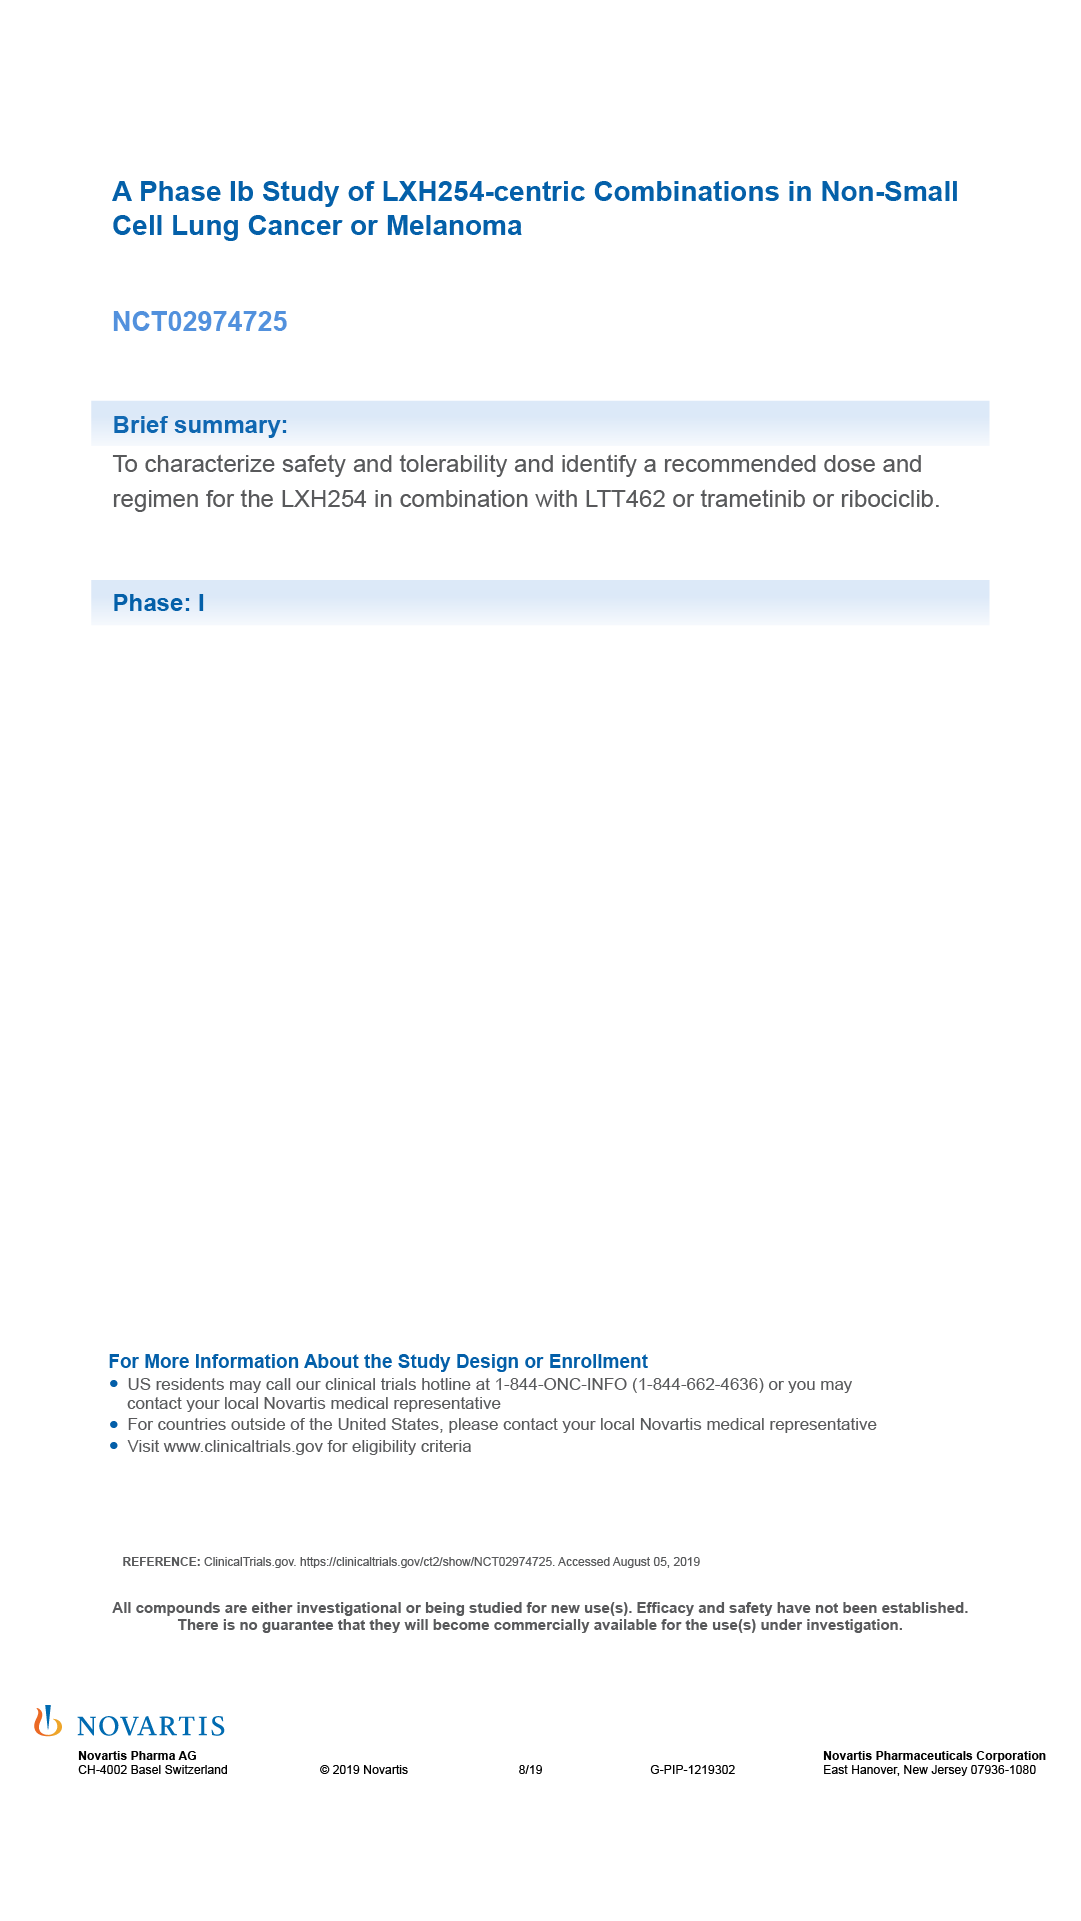 A Phase Ib Study of LXH254-centric Combinations in Non-Small
Cell Lung Cancer or Melanoma
NCT02974725
Brief summary:
To characterize safety and tolerability and identify a recommended dose and
regimen for the LXH254 in combination with LTT462 or trametinib or ribociclib.
Phase: I
For More Information About the Study Design or Enrollment
• US residents may call our clinical trials hotline at 1-844-ONC-INFO (1-844-662-4636) or you may
contact your local Novartis medical representative
• For countries outside of the United States, please contact your local Novartis medical representative
• Visit www.clinicaltrials.gov for eligibility criteria
REFERENCE: ClinicalTrials.gov. https://clinicaltrials.gov/ct2/show/NCT02974725. Accessed August 05, 2019
All compounds are either investigational or being studied for new use(s). Efficacy and safety have not been established.
There is no guarantee that they will become commercially available for the use(s) under investigation.
NOVARTIS
Novartis Pharma AG
CH-4002 Basel Switzerland
© 2019 Novartis
8/19
G-PIP-1219302
Novartis Pharmaceuticals Corporation
East Hanover, New Jersey 07936-1080